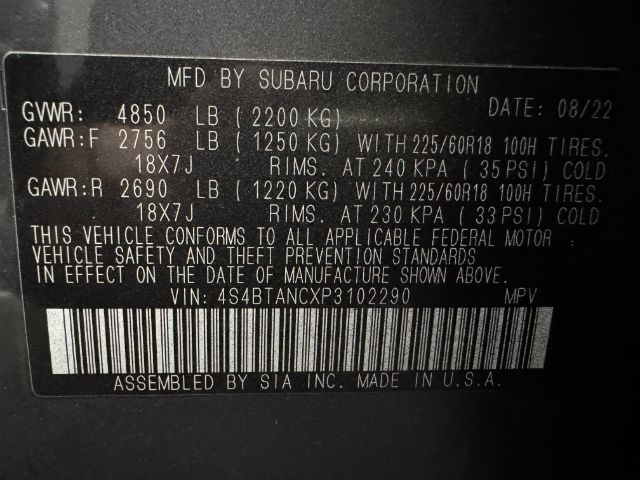 MFD BY SUBARU CORPORATION
GVWR: 4850 LB (2200 KG) DATE: 08/22
GAWR:F 2756 LB (1250 KG) WITH 225/60R18 100H TIRES.
18X7J RIMS. AT 240 KPA (35 PSI) COLD
GAWR:R 2690 LB (1220 KG) WITH 225/60R18 100H TIRES.
18X7J RIMS. AT 230 KPA (33 PSI) COLD
THIS VEHICLE CONFORMS TO ALL APPLICABLE FEDERAL MOTOR
VEHICLE SAFETY AND THEFT PREVENTION STANDARDS
IN EFFECT ON THE DATE OF MANUFACTURE SHOWN ABOVE.
VIN: 4S4BTANCXP3102290 MPV
ASSEMBLED BY SIA INC. MADE IN U.S.A.